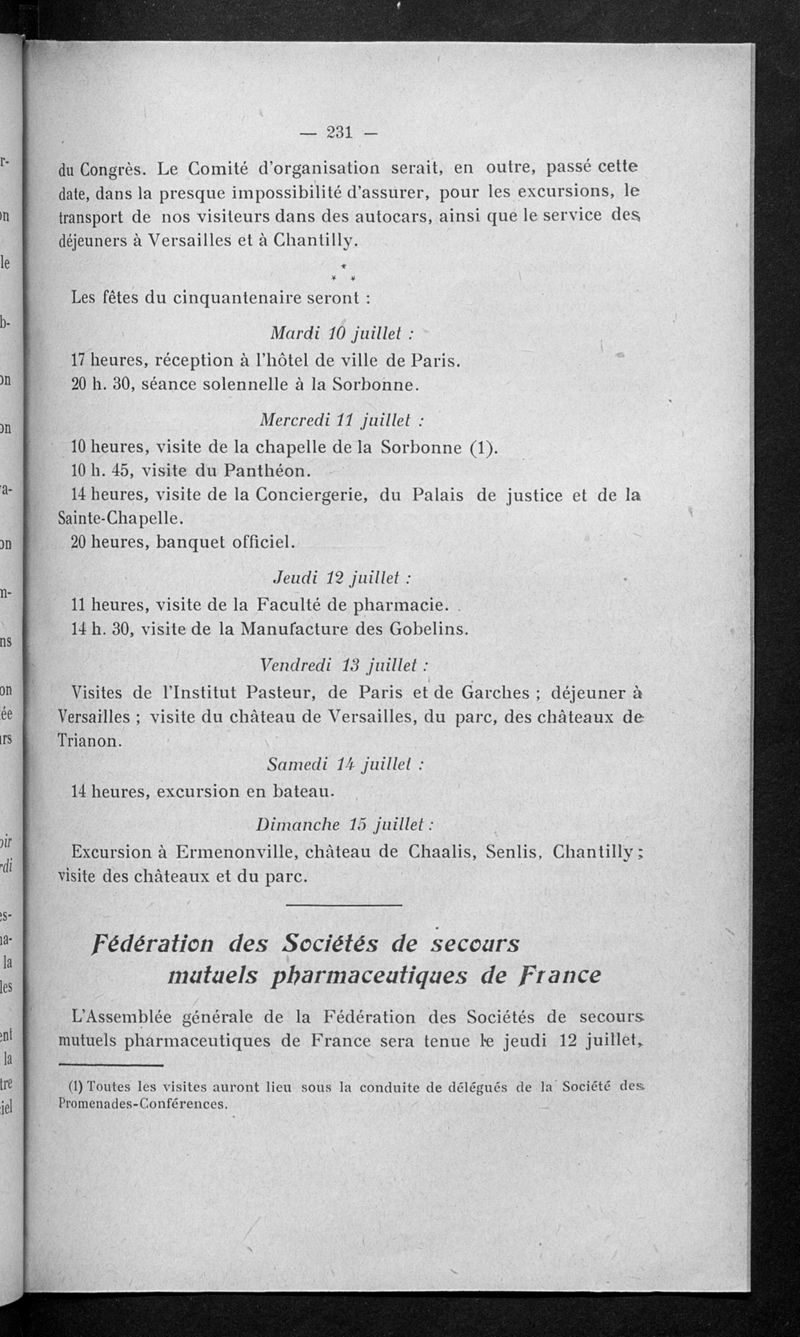 — 231 —
du Congrès. Le Comité d'organisation serait, en outre, passé cette
date, dans la presque impossibilité d'assurer, pour les excursions, le
transport de nos visiteurs dans des autocars, ainsi que le service des
déjeuners à Versailles et à Chantilly.
*
* *
Les fêtes du cinquantenaire seront :
Mardi 10 juillet :
17 heures, réception à l'hôtel de ville de Paris.
20 h. 30, séance solennelle à la Sorbonne.
Mercredi 11 juillet :
10 heures, visite de la chapelle de la Sorbonne (1).
10 h. 45, visite du Panthéon.
14 heures, visite de la Conciergerie, du Palais de justice et de la
Sainte-Chapelle.
20 heures, banquet officiel.
Jeudi 12 juillet :
11 heures, visite de la Faculté de pharmacie.
14 h. 30, visite de la Manufacture des Gobelins.
Vendredi 13 juillet :
Visites de l'Institut Pasteur, de Paris et de Garches ; déjeuner à
Versailles ; visite du château de Versailles, du parc, des châteaux de
Trianon.
Samedi 14 juillet :
14 heures, excursion en bateau.
Dimanche 15 juillet :
Excursion à Ermenonville, château de Chaalis, Senlis, Chantilly ;
visite des châteaux et du parc.
Fédération des Sociétés de secours
mutuels pharmaceutiques de France
L'Assemblée générale de la Fédération des Sociétés de secours
mutuels pharmaceutiques de France sera tenue le jeudi 12 juillet,
(1) Toutes les visites auront lieu sous la conduite de délégués de la Société des
Promenades-Conférences.